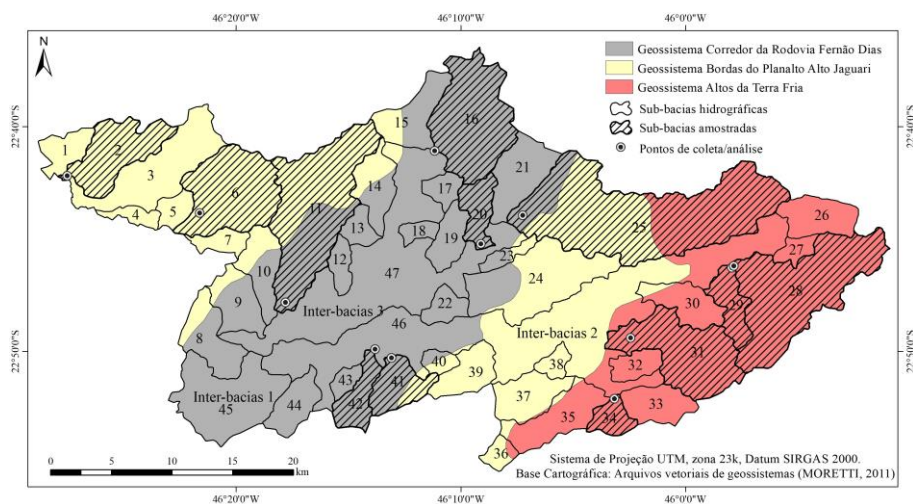 46°20'0"W 46°10'0"W 46°0'0"W
N
Geossistema Corredor da Rodovia Fernão Dias
Geossistema Bordas do Planalto Alto Jaguari
Geossistema Altos da Terra Fria
Sub-bacias hidrográficas
Sub-bacias amostradas
Pontos de coleta/análise
22°40'0"S 22°40'0"S
22°50'0"S 22°50'0"S
1
2
3
4
5
6
7
8
9
10
11
12
13
14
15
16
17
18
19
20
21
22
23
24
25
26
27
28
29
30
31
32
33
34
35
36
37
38
39
40
41
42
43
44
45
46
47
Inter-bacias 3
Inter-bacias 2
Inter-bacias 1
0 5 10 15 20
km
Sistema de Projeção UTM, zona 23k, Datum SIRGAS 2000.
Base Cartográfica: Arquivos vetoriais de geossistemas (MORETTI, 2011)
46°20'0"W 46°10'0"W 46°0'0"W